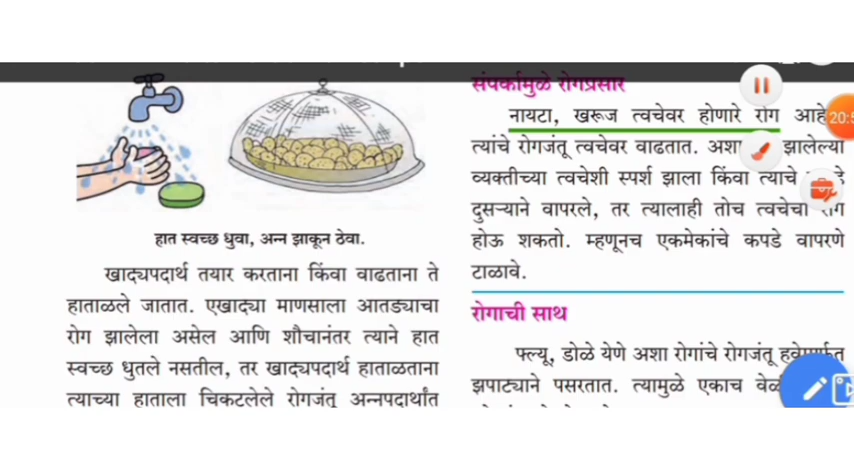 हात स्वच्छ धुवा, अन्न झाकून ठेवा.
खाद्यपदार्थ तयार करताना किंवा वाढताना ते
हाताळले जातात. एखाद्या माणसाला आतड्याचा
रोग झालेला असेल आणि शौचानंतर त्याने हात
स्वच्छ धुतले नसतील, तर खाद्यपदार्थ हाताळताना
त्याच्या हाताला चिकटलेले रोगजंतू अन्नपदार्थांत
संपर्कामुळे रोगप्रसार
नायटा, खरूज त्वचेवर होणारे रोग
त्यांचे रोगजंतू त्वचेवर वाढतात. झालेल्या
व्यक्तीच्या त्वचेशी स्पर्श झाला किंवा त्याचे
दुसऱ्याने वापरले, तर त्यालाही तोच त्वचेचा रोग
होऊ शकतो. म्हणूनच एकमेकांचे कपडे वापरणे
टाळावे.
रोगाची साथ
फ्ल्यू, डोळे येणे अशा रोगांचे रोगजंतू
झपाट्याने पसरतात. त्यामुळे एकाच
20:5